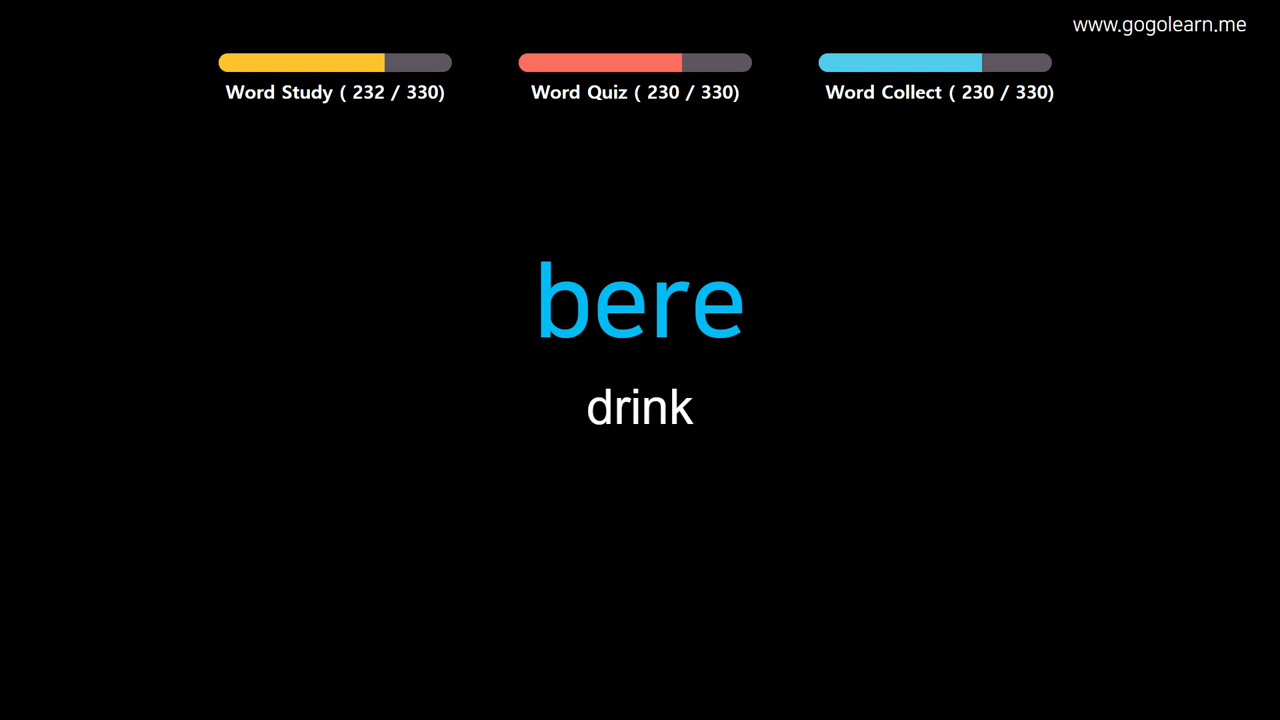 www.gogolearn.me
Word Study ( 232 / 330)
Word Quiz ( 230 / 330)
Word Collect ( 230 / 330)
bere
drink